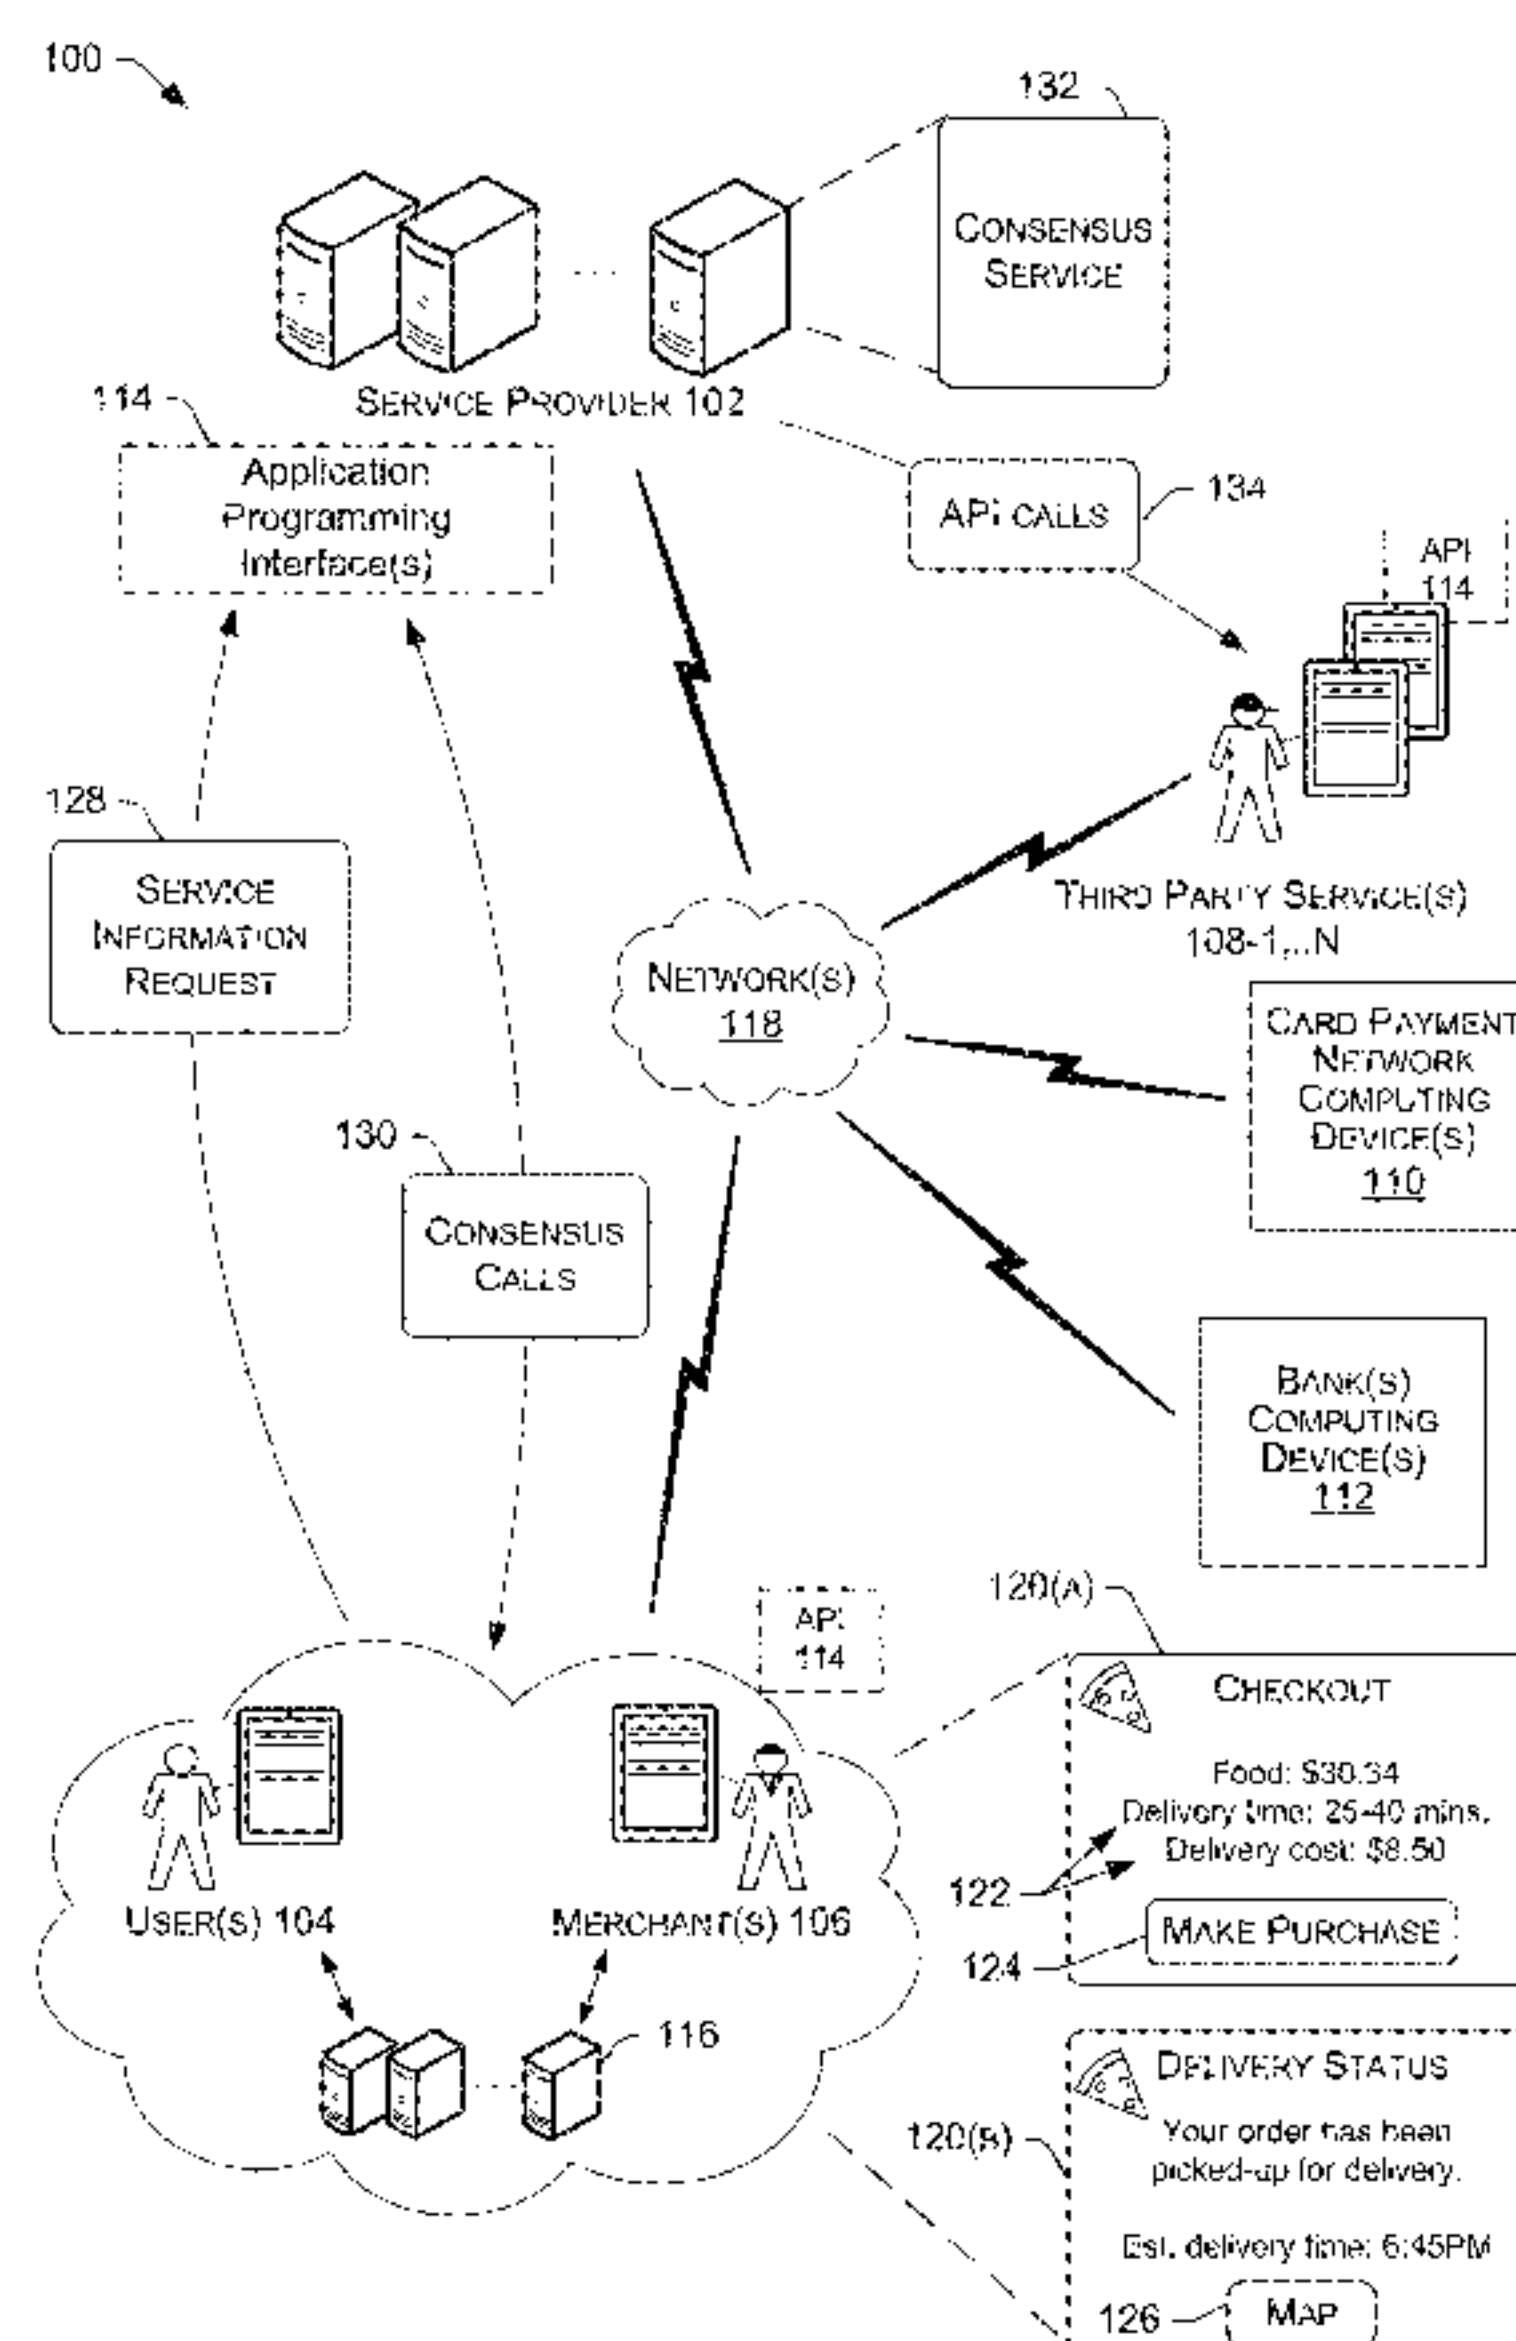 100
132
CONSENSUS
SERVICE
SERVICE PROVIDER 102
114
Application
Programming
Interface(s)
API CALLS
134
API
114
128
SERVICE
INFORMATION
REQUEST
THIRD PARTY SERVICE(S)
108-1,..N
NETWORK(S)
118
CARD PAYMENT
NETWORK
COMPUTING
DEVICE(S)
110
130
CONSENSUS
CALLS
BANK(S)
COMPUTING
DEVICE(S)
112
API
114
120(A)
CHECKOUT
Food: $30.34
Delivery time: 25-40 mins.
Delivery cost: $8.50
122
MAKE PURCHASE
124
USER(S) 104
MERCHANT(S) 106
116
120(B)
DELIVERY STATUS
Your order has been
picked-up for delivery.
Est. delivery time: 6:45PM
126
MAP